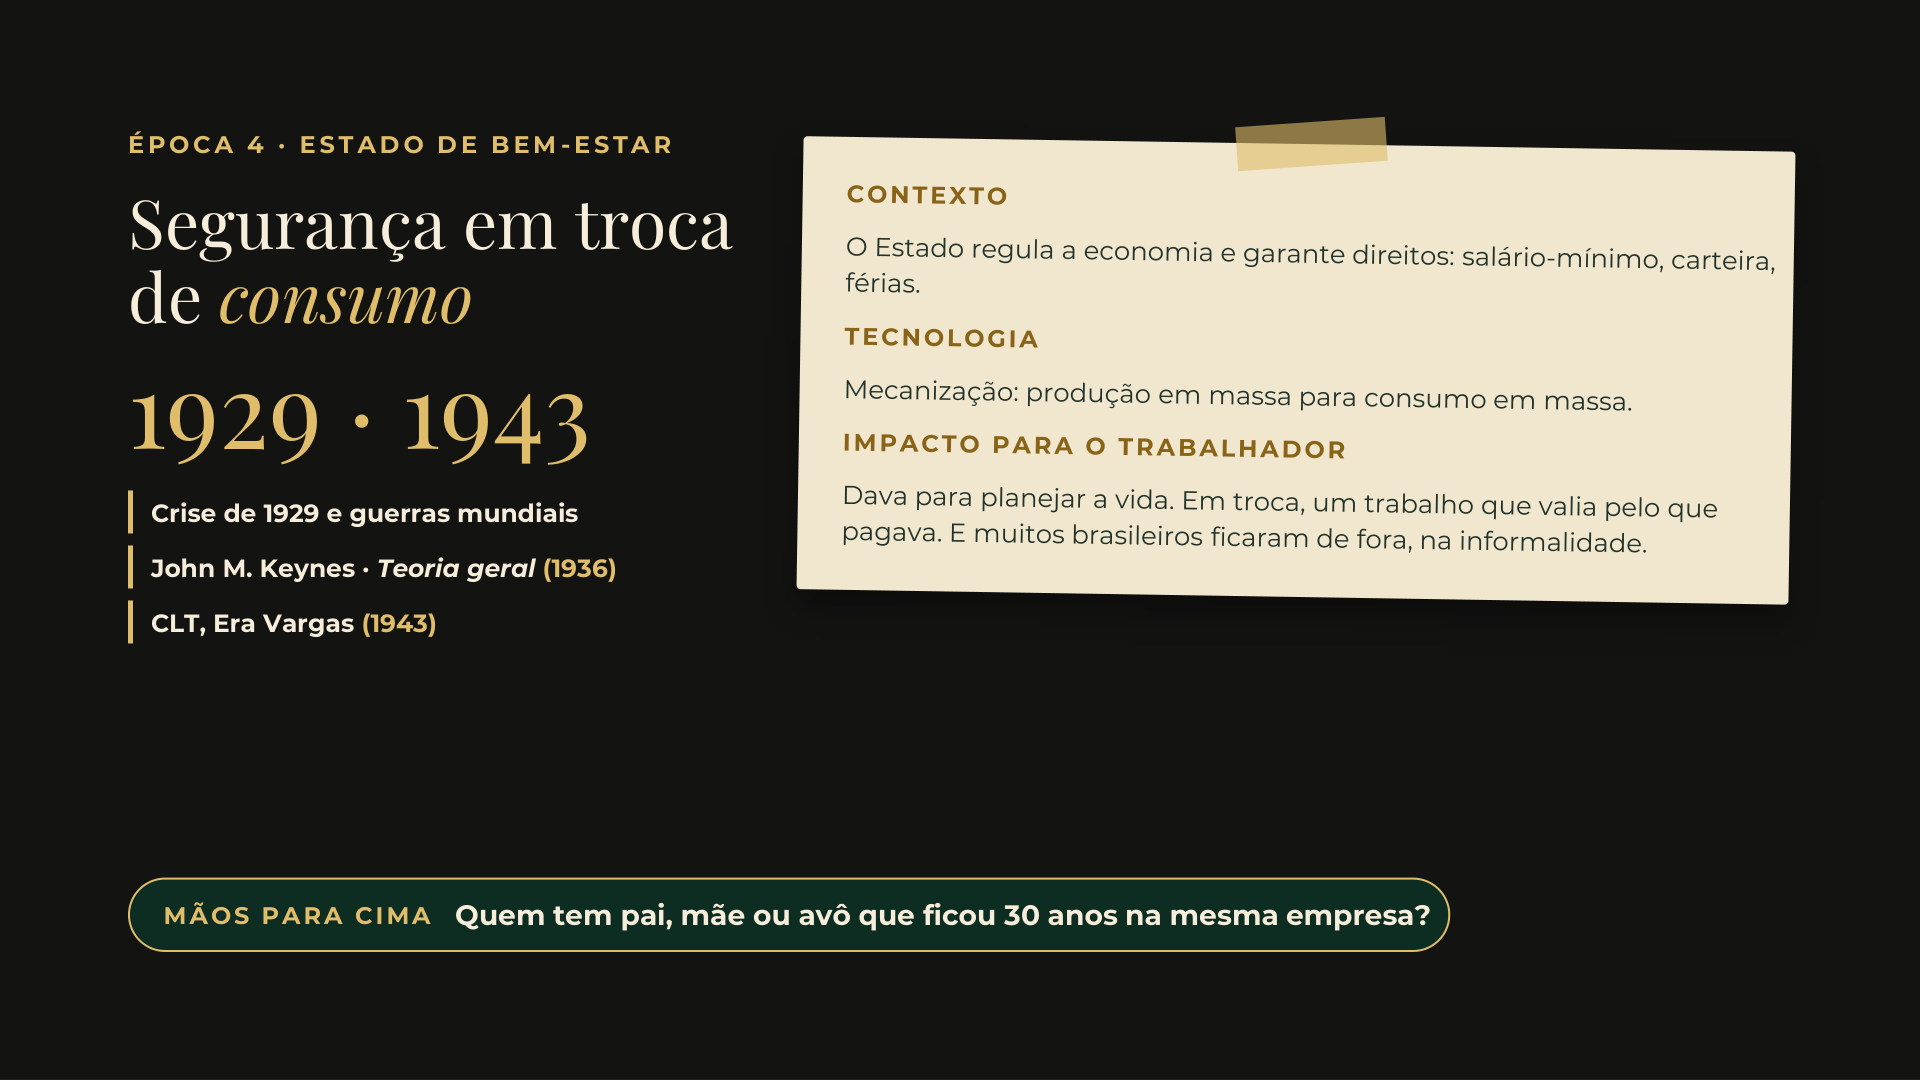 ÉPOCA 4 · ESTADO DE BEM-ESTAR
Segurança em troca
de consumo
1929 · 1943
Crise de 1929 e guerras mundiais
John M. Keynes · Teoria geral (1936)
CLT, Era Vargas (1943)
CONTEXTO
O Estado regula a economia e garante direitos: salário-mínimo, carteira,
férias.
TECNOLOGIA
Mecanização: produção em massa para consumo em massa.
IMPACTO PARA O TRABALHADOR
Dava para planejar a vida. Em troca, um trabalho que valia pelo que
pagava. E muitos brasileiros ficaram de fora, na informalidade.
MÃOS PARA CIMA Quem tem pai, mãe ou avô que ficou 30 anos na mesma empresa?